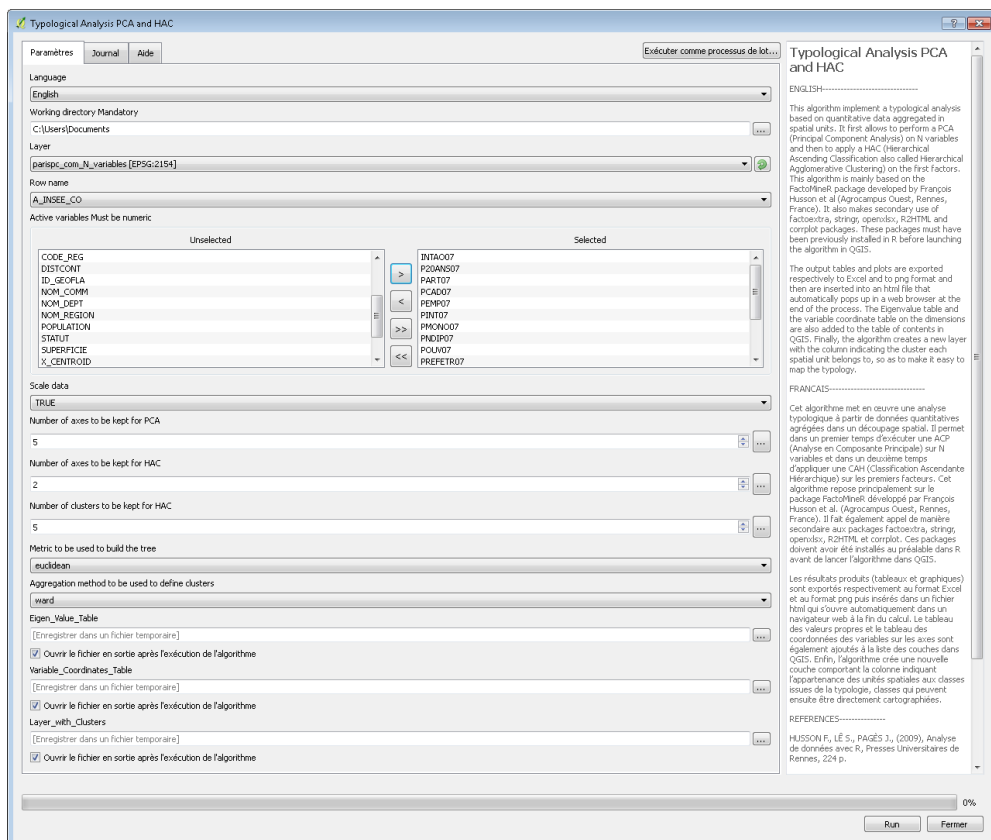 Typological Analysis PCA and HAC
Paramètres
Journal
Aide
Exécuter comme processus de lot...
Language
English
Working directory Mandatory
C:\Users\Documents
...
Layer
parispc_com_N_variables [EPSG:2154]
Row name
A_INSEE_CO
Active variables Must be numeric
Unselected
Selected
CODE_REG
DISTCONT
ID_GEOFLA
NOM_COMM
NOM_DEPT
NOM_REGION
POPULATION
STATUT
SUPERFICIE
X_CENTROID
>
<
>>
<<
INTAO07
P20ANS07
PART07
PCAD07
PEMP07
PINT07
PMONO07
PNDIP07
POUV07
PREFETR07
Scale data
TRUE
Number of axes to be kept for PCA
5
...
Number of axes to be kept for HAC
2
...
Number of clusters to be kept for HAC
5
...
Metric to be used to build the tree
euclidean
Aggregation method to be used to define clusters
ward
Eigen_Value_Table
[Enregistrer dans un fichier temporaire]
...
Ouvrir le fichier en sortie après l'exécution de l'algorithme
Variable_Coordinates_Table
[Enregistrer dans un fichier temporaire]
...
Ouvrir le fichier en sortie après l'exécution de l'algorithme
Layer_with_Clusters
[Enregistrer dans un fichier temporaire]
...
Ouvrir le fichier en sortie après l'exécution de l'algorithme
Typological Analysis PCA
and HAC
ENGLISH--------------------------------
This algorithm implement a typological analysis
based on quantitative data aggregated in
spatial units. It first allows to perform a PCA
(Principal Component Analysis) on N variables
and then to apply a HAC (Hierarchical
Ascending Classification also called Hierarchical
Agglomerative Clustering) on the first factors.
This algorithm is mainly based on the
FactoMineR package developed by François
Husson et al (Agrocampus Ouest, Rennes,
France). It also makes secondary use of
factoextra, stringr, openxlsx, R2HTML and
corrplot packages. These packages must have
been previously installed in R before launching
the algorithm in QGIS.
The output tables and plots are exported
respectively to Excel and to png format and
then are inserted into an html file that
automatically pops up in a web browser at the
end of the process. The Eigenvalue table and
the variable coordinate table on the dimensions
are also added to the table of contents in
QGIS. Finally, the algorithm creates a new layer
with the column indicating the cluster each
spatial unit belongs to, so as to make it easy to
map the typology.
FRANCAIS--------------------------------
Cet algorithme met en œuvre une analyse
typologique à partir de données quantitatives
agrégées dans un découpage spatial. Il permet
dans un premier temps d'exécuter une ACP
(Analyse en Composante Principale) sur N
variables et dans un deuxième temps
d'appliquer une CAH (Classification Ascendante
Hiérarchique) sur les premiers facteurs. Cet
algorithme repose principalement sur le
package FactoMineR développé par François
Husson et al. (Agrocampus Ouest, Rennes,
France). Il fait également appel de manière
secondaire aux packages factoextra, stringr,
openxlsx, R2HTML et corrplot. Ces packages
doivent avoir été installés au préalable dans R
avant de lancer l'algorithme dans QGIS.
Les résultats produits (tableaux et graphiques)
sont exportés respectivement au format Excel
et au format png puis insérés dans un fichier
html qui s'ouvre automatiquement dans un
navigateur web à la fin du calcul. Le tableau
des valeurs propres et le tableau des
coordonnées des variables sur les axes sont
également ajoutés à la liste des couches dans
QGIS. Enfin, l'algorithme crée une nouvelle
couche comportant la colonne indiquant
l'appartenance des unités spatiales aux classes
issues de la typologie, classes qui peuvent
ensuite être directement cartographiées.
REFERENCES---------------
HUSSON F., LÊ S., PAGÈS J., (2009), Analyse
de données avec R, Presses Universitaires de
Rennes, 224 p.
0%
Run
Fermer